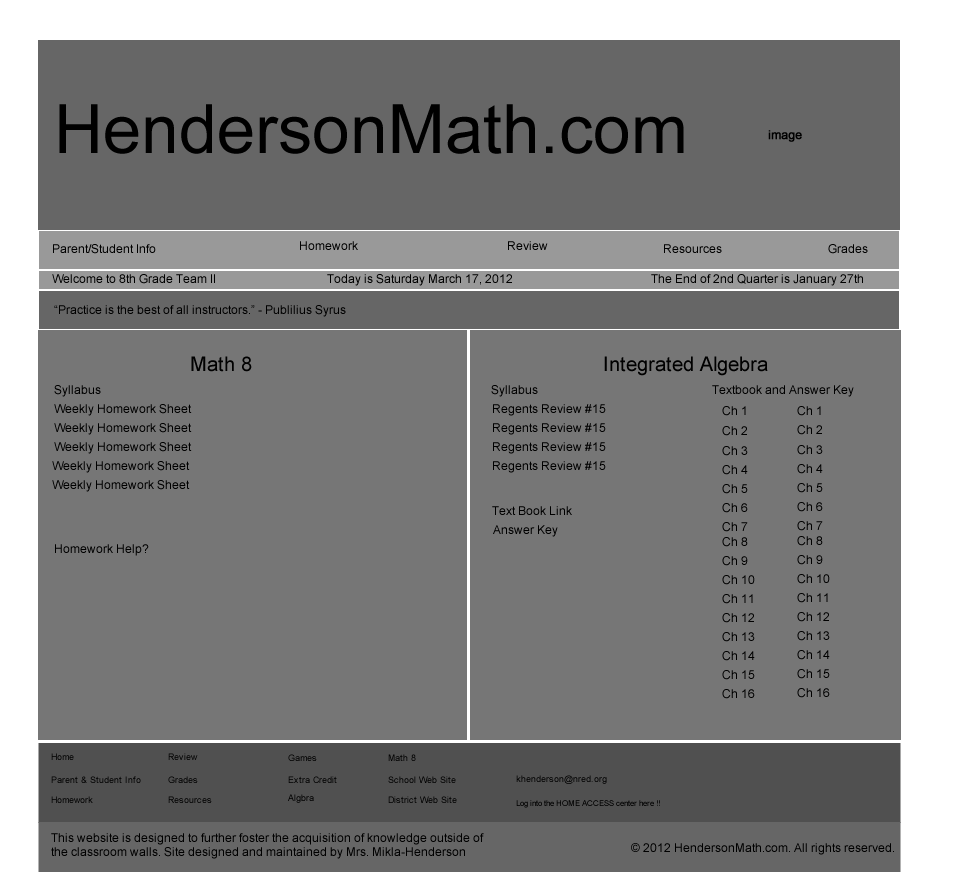 HendersonMath.com
image
Parent/Student Info
Homework
Review
Resources
Grades
Welcome to 8th Grade Team II
Today is Saturday March 17, 2012
The End of 2nd Quarter is January 27th
“Practice is the best of all instructors.” - Publilius Syrus
Math 8
Syllabus
Weekly Homework Sheet
Weekly Homework Sheet
Weekly Homework Sheet
Weekly Homework Sheet
Weekly Homework Sheet
Homework Help?
Integrated Algebra
Syllabus
Regents Review #15
Regents Review #15
Regents Review #15
Regents Review #15
Text Book Link
Answer Key
Textbook and Answer Key
Ch 1 Ch 1
Ch 2 Ch 2
Ch 3 Ch 3
Ch 4 Ch 4
Ch 5 Ch 5
Ch 6 Ch 6
Ch 7 Ch 7
Ch 8 Ch 8
Ch 9 Ch 9
Ch 10 Ch 10
Ch 11 Ch 11
Ch 12 Ch 12
Ch 13 Ch 13
Ch 14 Ch 14
Ch 15 Ch 15
Ch 16 Ch 16
Home Review Games Math 8
Parent & Student Info Grades Extra Credit School Web Site khenderson@nred.org
Homework Resources Algbra District Web Site Log into the HOME ACCESS center here !!
This website is designed to further foster the acquisition of knowledge outside of
the classroom walls. Site designed and maintained by Mrs. Mikla-Henderson
© 2012 HendersonMath.com. All rights reserved.